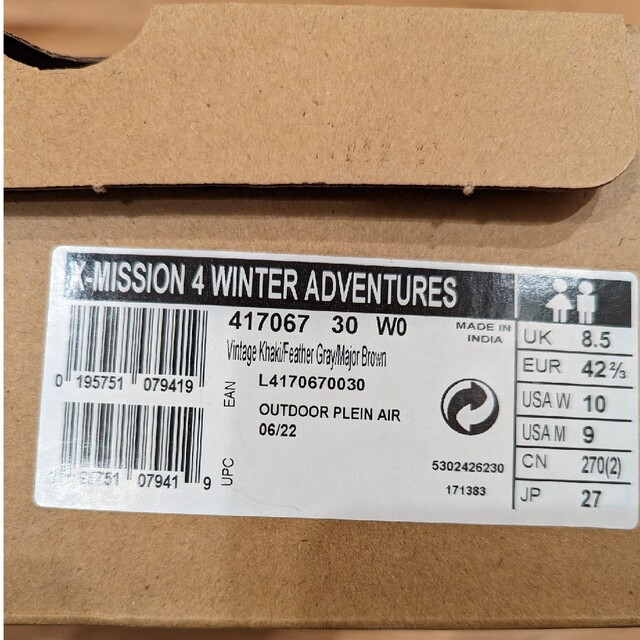 X-MISSION 4 WINTER ADVENTURES
417067 30 W0
MADE IN
INDIA
Vintage Khaki/Feather Gray/Major Brown
L4170670030
OUTDOOR PLEIN AIR
06/22
EAN
0 195751 079419
UPC
07941 9
5302426230
171383
UK 8.5
EUR 42⅔
USA W 10
USA M 9
CN 270(2)
JP 27